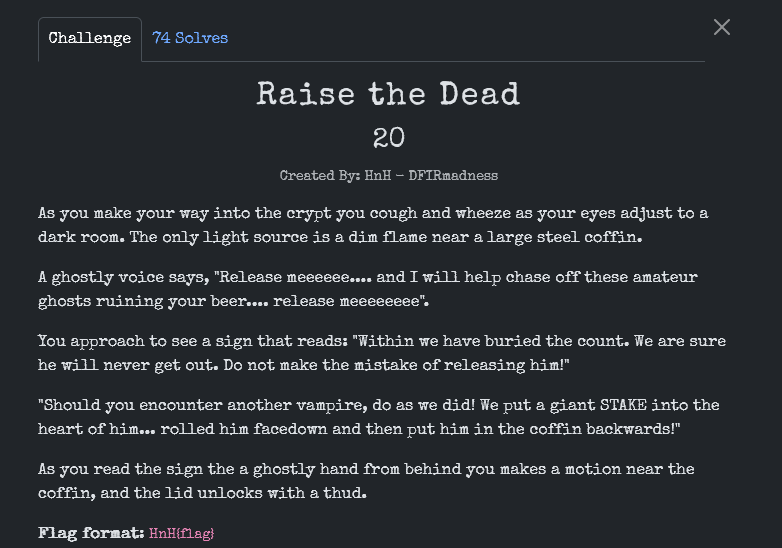 Challenge
74 Solves
Raise the Dead
20
Created By: HnH - DFIRmadness
As you make your way into the crypt you cough and wheeze as your eyes adjust to a
dark room. The only light source is a dim flame near a large steel coffin.
A ghostly voice says, "Release meeeeee.... and I will help chase off these amateur
ghosts ruining your beer.... release meeeeeeee".
You approach to see a sign that reads: "Within we have buried the count. We are sure
he will never get out. Do not make the mistake of releasing him!"
"Should you encounter another vampire, do as we did! We put a giant STAKE into the
heart of him... rolled him facedown and then put him in the coffin backwards!"
As you read the sign the a ghostly hand from behind you makes a motion near the
coffin, and the lid unlocks with a thud.
Flag format: HnH{flag}